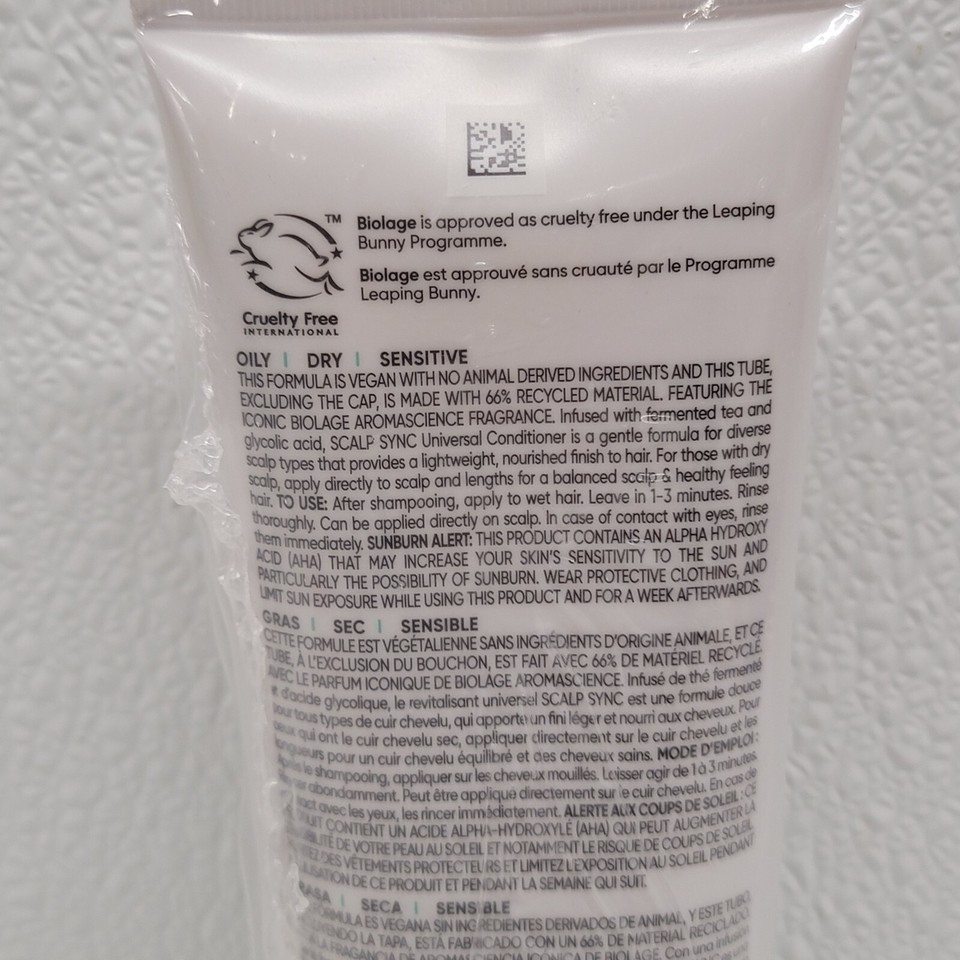 TM
Biolage is approved as cruelty free under the Leaping
Bunny Programme.
Biolage est approuvé sans cruauté par le Programme
Leaping Bunny.
Cruelty Free
INTERNATIONAL
OILY | DRY | SENSITIVE
THIS FORMULA IS VEGAN WITH NO ANIMAL DERIVED INGREDIENTS AND THIS TUBE,
EXCLUDING THE CAP, IS MADE WITH 66% RECYCLED MATERIAL. FEATURING THE
ICONIC BIOLAGE AROMASCIENCE FRAGRANCE. Infused with fermented tea and
glycolic acid, SCALP SYNC Universal Conditioner is a gentle formula for diverse
scalp types that provides a lightweight, nourished finish to hair. For those with dry
scalp, apply directly to scalp and lengths for a balanced scalp & healthy feeling
hair. TO USE: After shampooing, apply to wet hair. Leave in 1-3 minutes. Rinse
thoroughly. Can be applied directly on scalp. In case of contact with eyes, rinse
them immediately. SUNBURN ALERT: THIS PRODUCT CONTAINS AN ALPHA HYDROXY
ACID (AHA) THAT MAY INCREASE YOUR SKIN'S SENSITIVITY TO THE SUN AND
PARTICULARLY THE POSSIBILITY OF SUNBURN. WEAR PROTECTIVE CLOTHING, AND
LIMIT SUN EXPOSURE WHILE USING THIS PRODUCT AND FOR A WEEK AFTERWARDS.
GRAS | SEC | SENSIBLE
CETTE FORMULE EST VÉGÉTALIENNE SANS INGRÉDIENTS D'ORIGINE ANIMALE, ET CE
TUBE, À L'EXCLUSION DU BOUCHON, EST FAIT AVEC 66% DE MATÉRIEL RECYCLÉ.
AVEC LE PARFUM ICONIQUE DE BIOLAGE AROMASCIENCE. Infusé de thé fermenté
et d'acide glycolique, le revitalisant universel SCALP SYNC est une formule douce
pour tous types de cuir chevelu, qui apporte un fini léger et nourri aux cheveux. Pour
ceux qui ont le cuir chevelu sec, appliquer directement sur le cuir chevelu et les
longueurs pour un cuir chevelu équilibré et des cheveux sains. MODE D'EMPLOI :
Après le shampooing, appliquer sur les cheveux mouillés. Laisser agir de 1 à 3 minutes.
abondamment. Peut être appliqué directement sur le cuir chevelu. En cas de
avec les yeux, les rincer immédiatement. ALERTE AUX COUPS DE SOLEIL : CE
CONTIENT UN ACIDE ALPHA-HYDROXYLÉ (AHA) QUI PEUT AUGMENTER LA
DE VOTRE PEAU AU SOLEIL ET NOTAMMENT LE RISQUE DE COUPS DE SOLEIL.
DES VÊTEMENTS PROTECTEURS ET LIMITEZ L'EXPOSITION AU SOLEIL PENDANT
DE CE PRODUIT ET PENDANT LA SEMAINE QUI SUIT.
SECA | SENSIBLE
FÓRMULA ES VEGANA SIN INGREDIENTES DERIVADOS DE ANIMAL, Y ESTE TUBO,
LA TAPA, ESTÁ FABRICADO CON UN 66% DE MATERIAL RECICLADO.
LA FRAGANCIA DE AROMASCIENCIA ICÓNICA DE BIOLAGE. Con una infusión